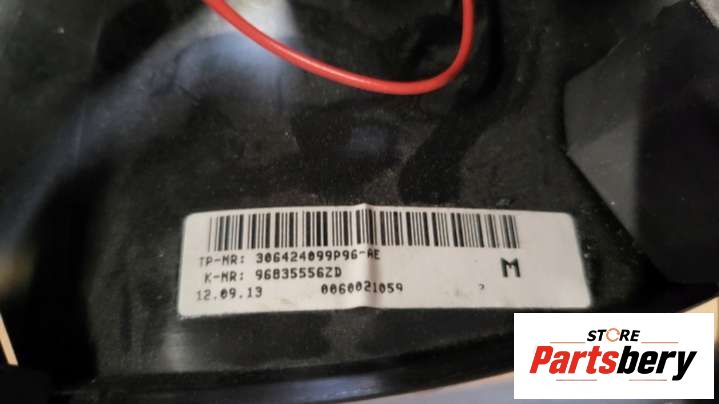 TP-NR: 306424099P96-AE
K-NR: 96835556ZD
M
12.09.13 0060021059 ?
STORE
Partsbery